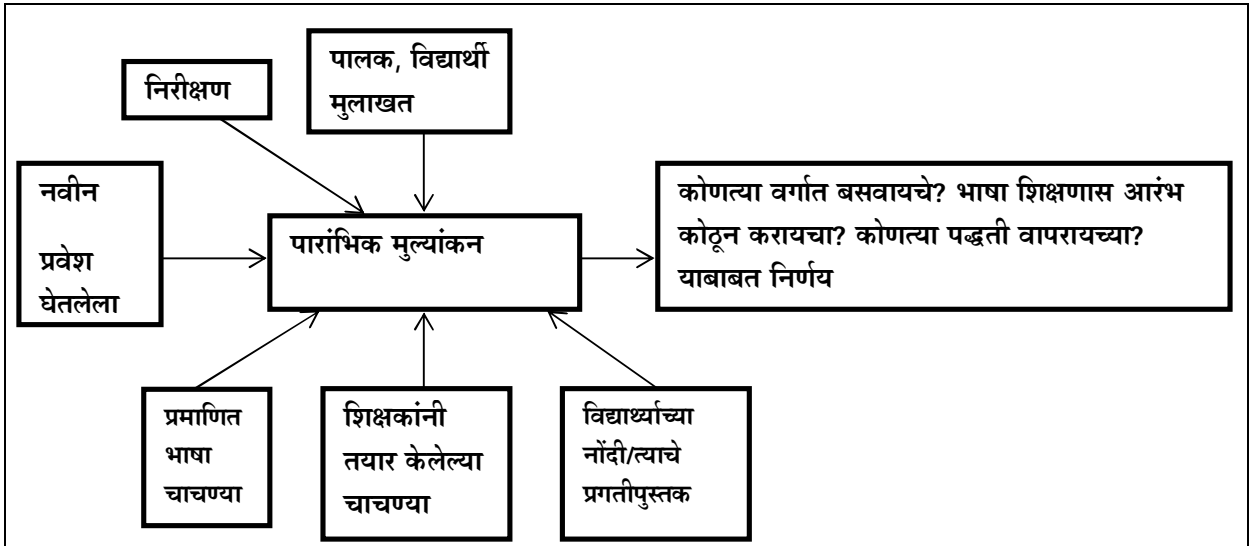 पालक, विद्यार्थी
मुलाखत
निरीक्षण
नवीन
प्रवेश
घेतलेला
पारांभिक मुल्यांकन
कोणत्या वर्गात बसवायचे? भाषा शिक्षणास आरंभ
कोठून करायचा? कोणत्या पद्धती वापरायच्या?
याबाबत निर्णय
प्रमाणित
भाषा
चाचण्या
शिक्षकांनी
तयार केलेल्या
चाचण्या
विद्यार्थ्याच्या
नोंदी/त्याचे
प्रगतीपुस्तक